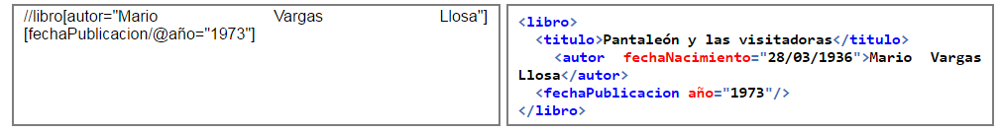 //libro[autor="Mario Vargas Llosa"]
[fechaPublicacion/@año="1973"]
<libro>
<titulo>Pantaleón y las visitadoras</titulo>
<autor fechaNacimiento="28/03/1936">Mario Vargas
Llosa</autor>
<fechaPublicacion año="1973"/>
</libro>